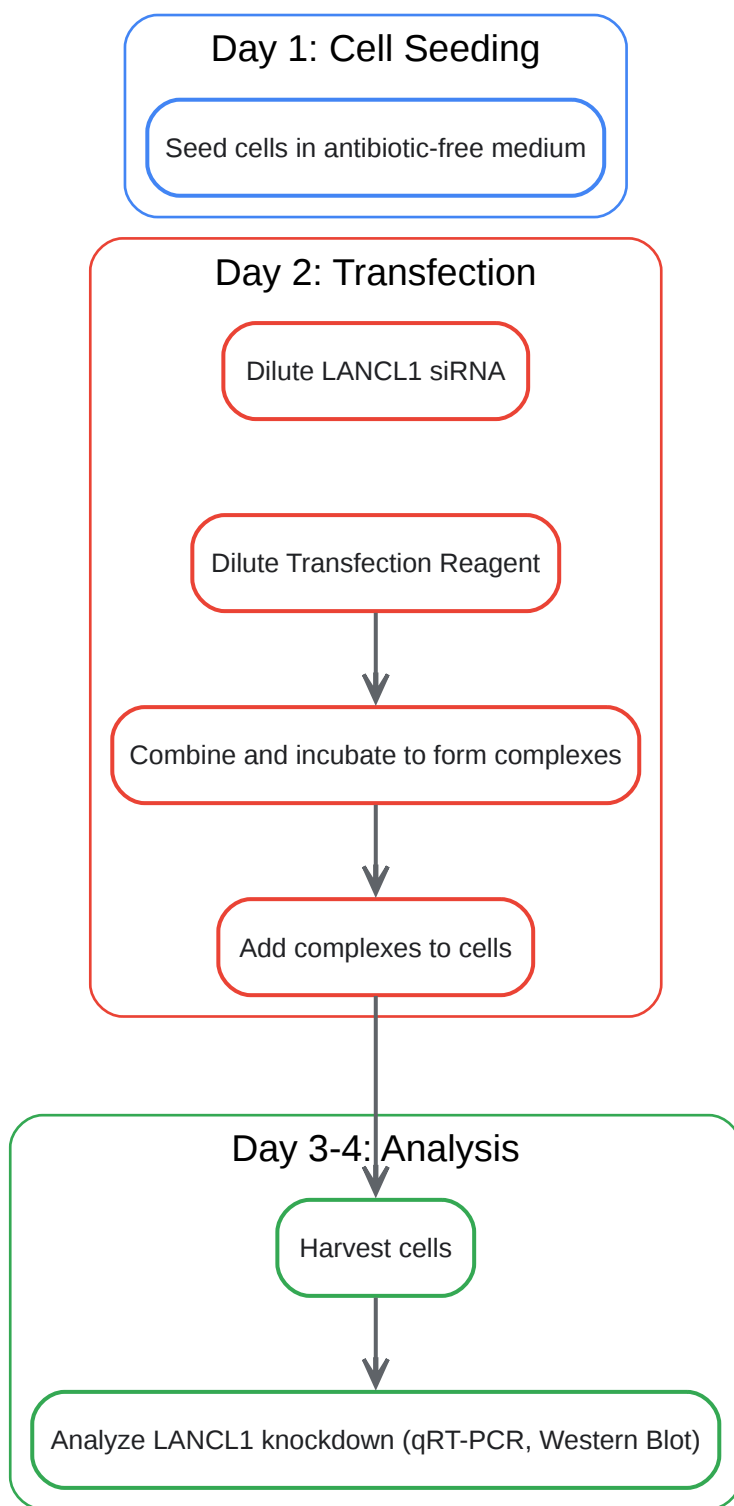 Day 1: Cell Seeding
Seed cells in antibiotic-free medium
Day 2: Transfection
Dilute LANCL1 siRNA
Dilute Transfection Reagent
Combine and incubate to form complexes
Add complexes to cells
Day 3-4: Analysis
Harvest cells
Analyze LANCL1 knockdown (qRT-PCR, Western Blot)